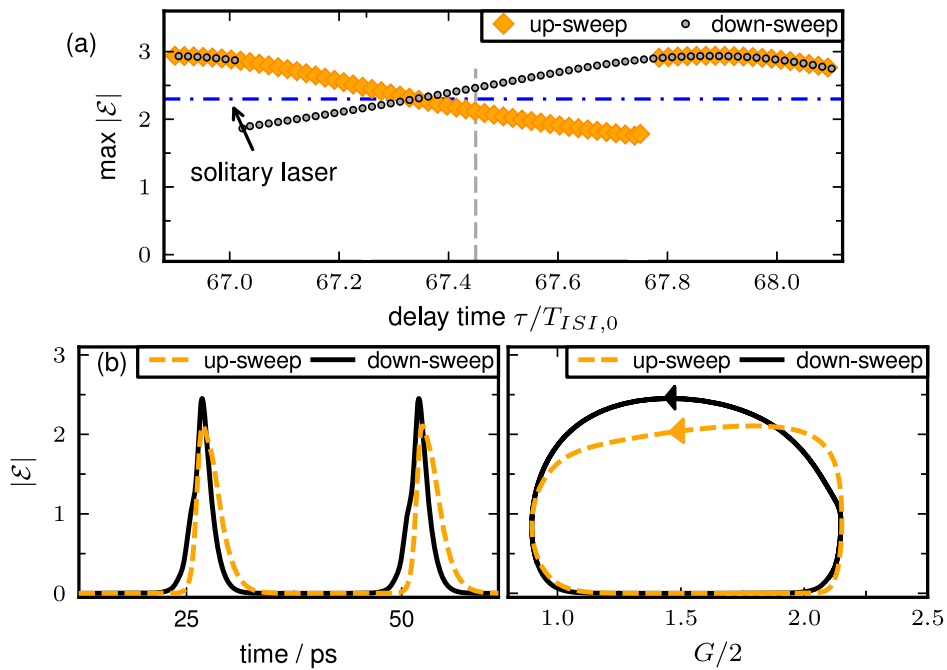 (a)
up-sweep down-sweep
max |ℰ|
3
2
1
0
solitary laser
67.0 67.2 67.4 67.6 67.8 68.0
delay time τ/T_{ISI,0}
(b)
up-sweep down-sweep
|ℰ|
3
2
1
0
25 50
time / ps
up-sweep down-sweep
1.0 1.5 2.0 2.5
G/2